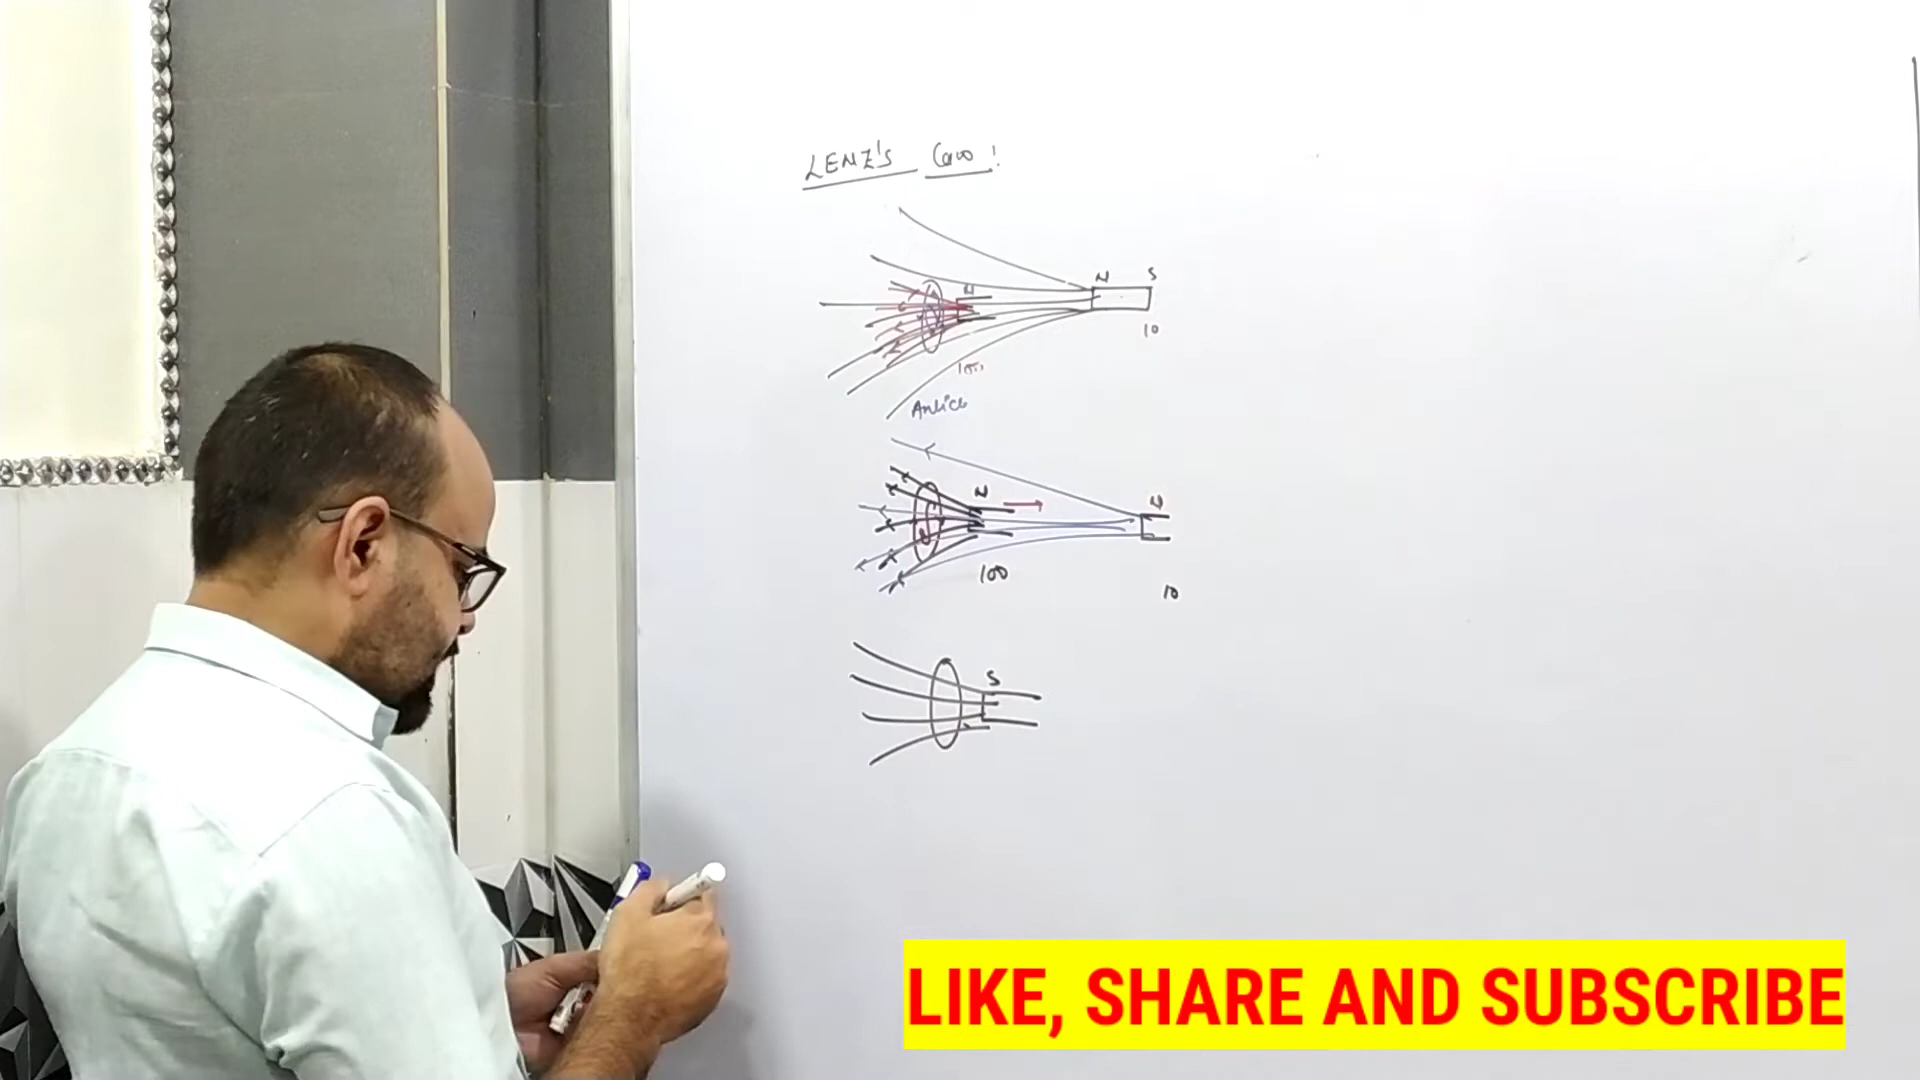 LENZ'S Law!
N S
N
10
100
Anticl
N N
100
10
S
LIKE, SHARE AND SUBSCRIBE